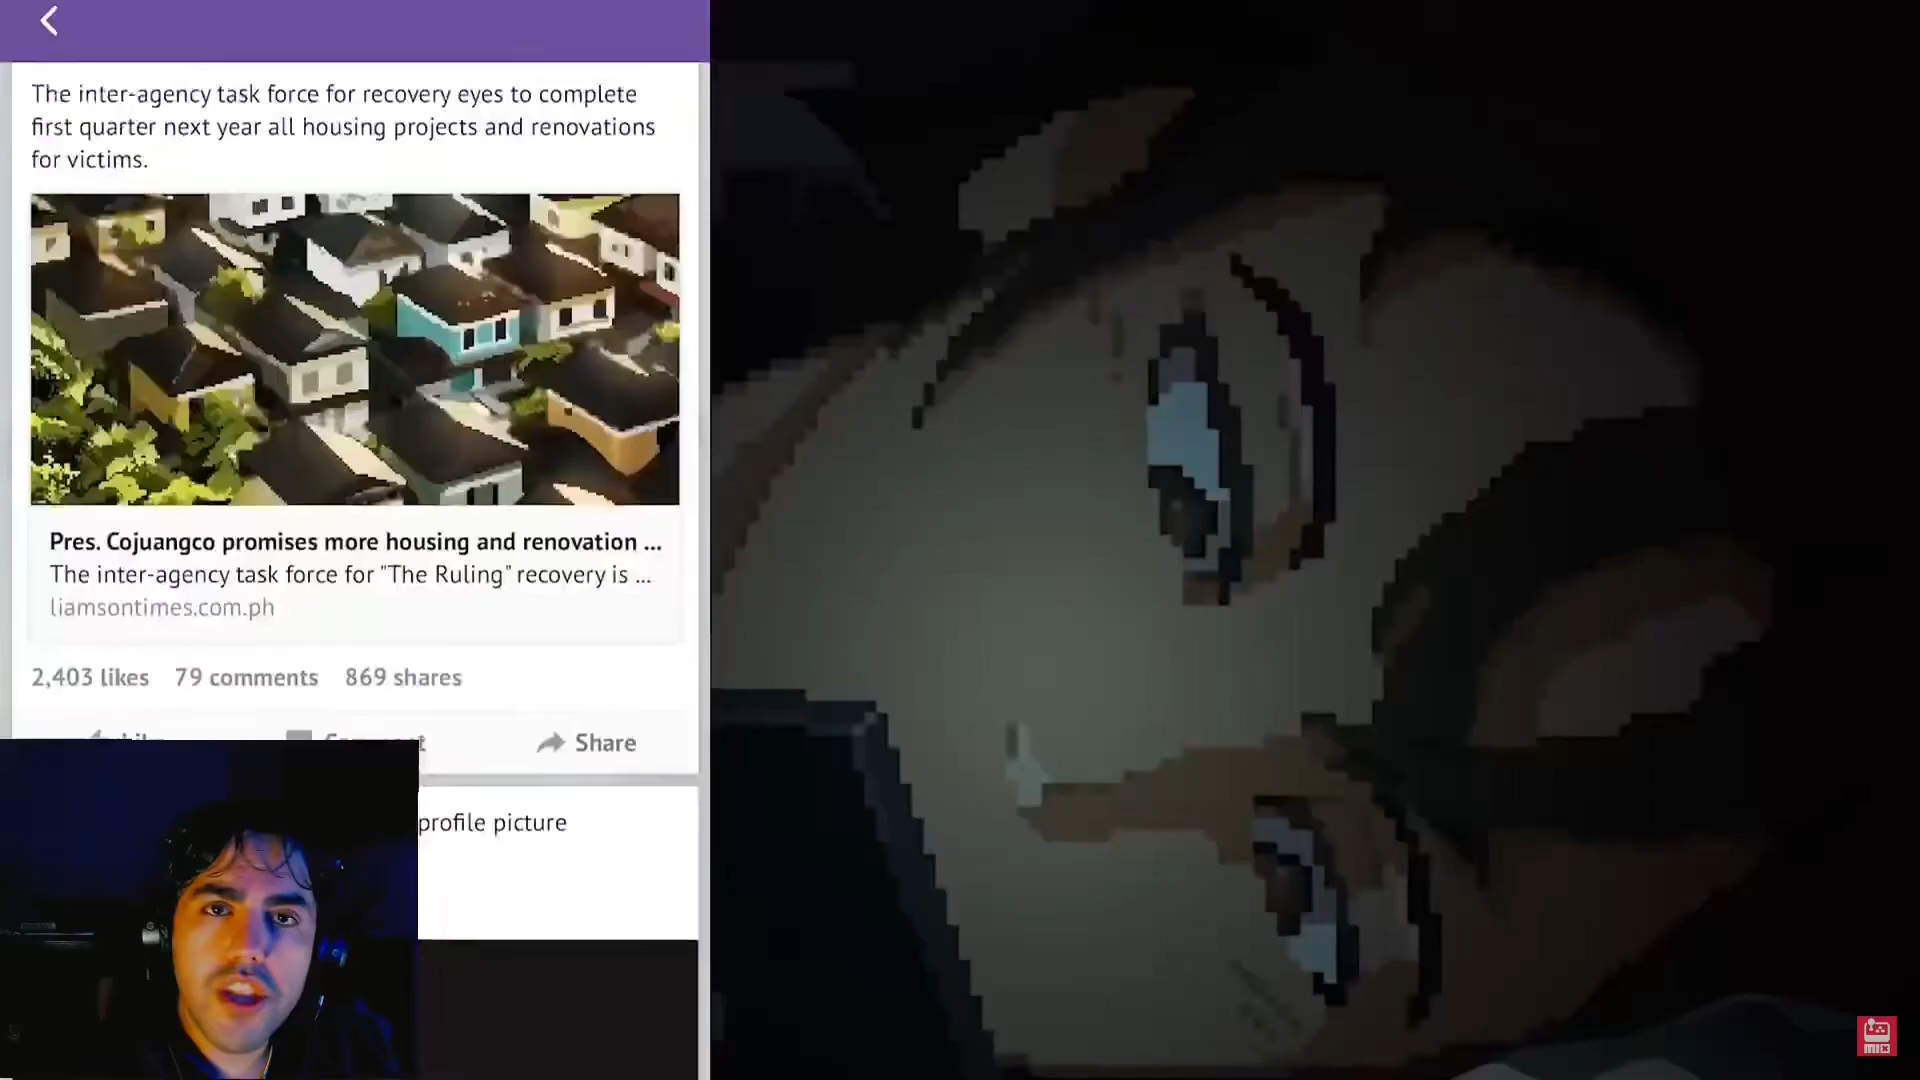 The inter-agency task force for recovery eyes to complete
first quarter next year all housing projects and renovations
for victims.
Pres. Cojuangco promises more housing and renovation ...
The inter-agency task force for "The Ruling" recovery is ...
liamsontimes.com.ph
2,403 likes 79 comments 869 shares
Share
profile picture
mix